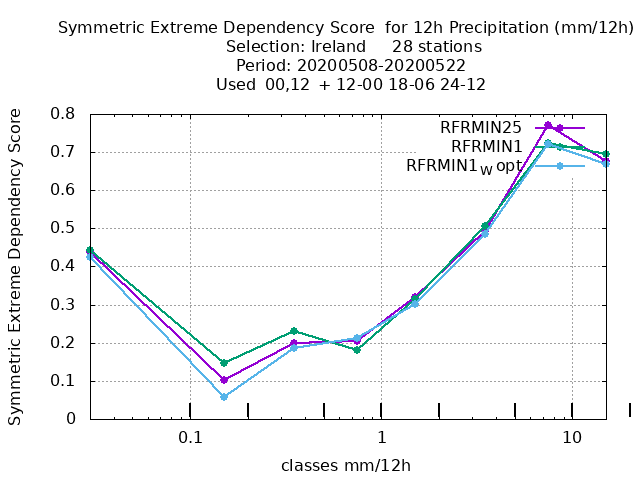 Symmetric Extreme Dependency Score for 12h Precipitation (mm/12h)
Selection: Ireland 28 stations
Period: 20200508-20200522
Used 00,12 + 12-00 18-06 24-12
Symmetric Extreme Dependency Score
0.8
0.7
0.6
0.5
0.4
0.3
0.2
0.1
0
RFRMIN25
RFRMIN1
RFRMIN1W opt
0.1 1 10
classes mm/12h